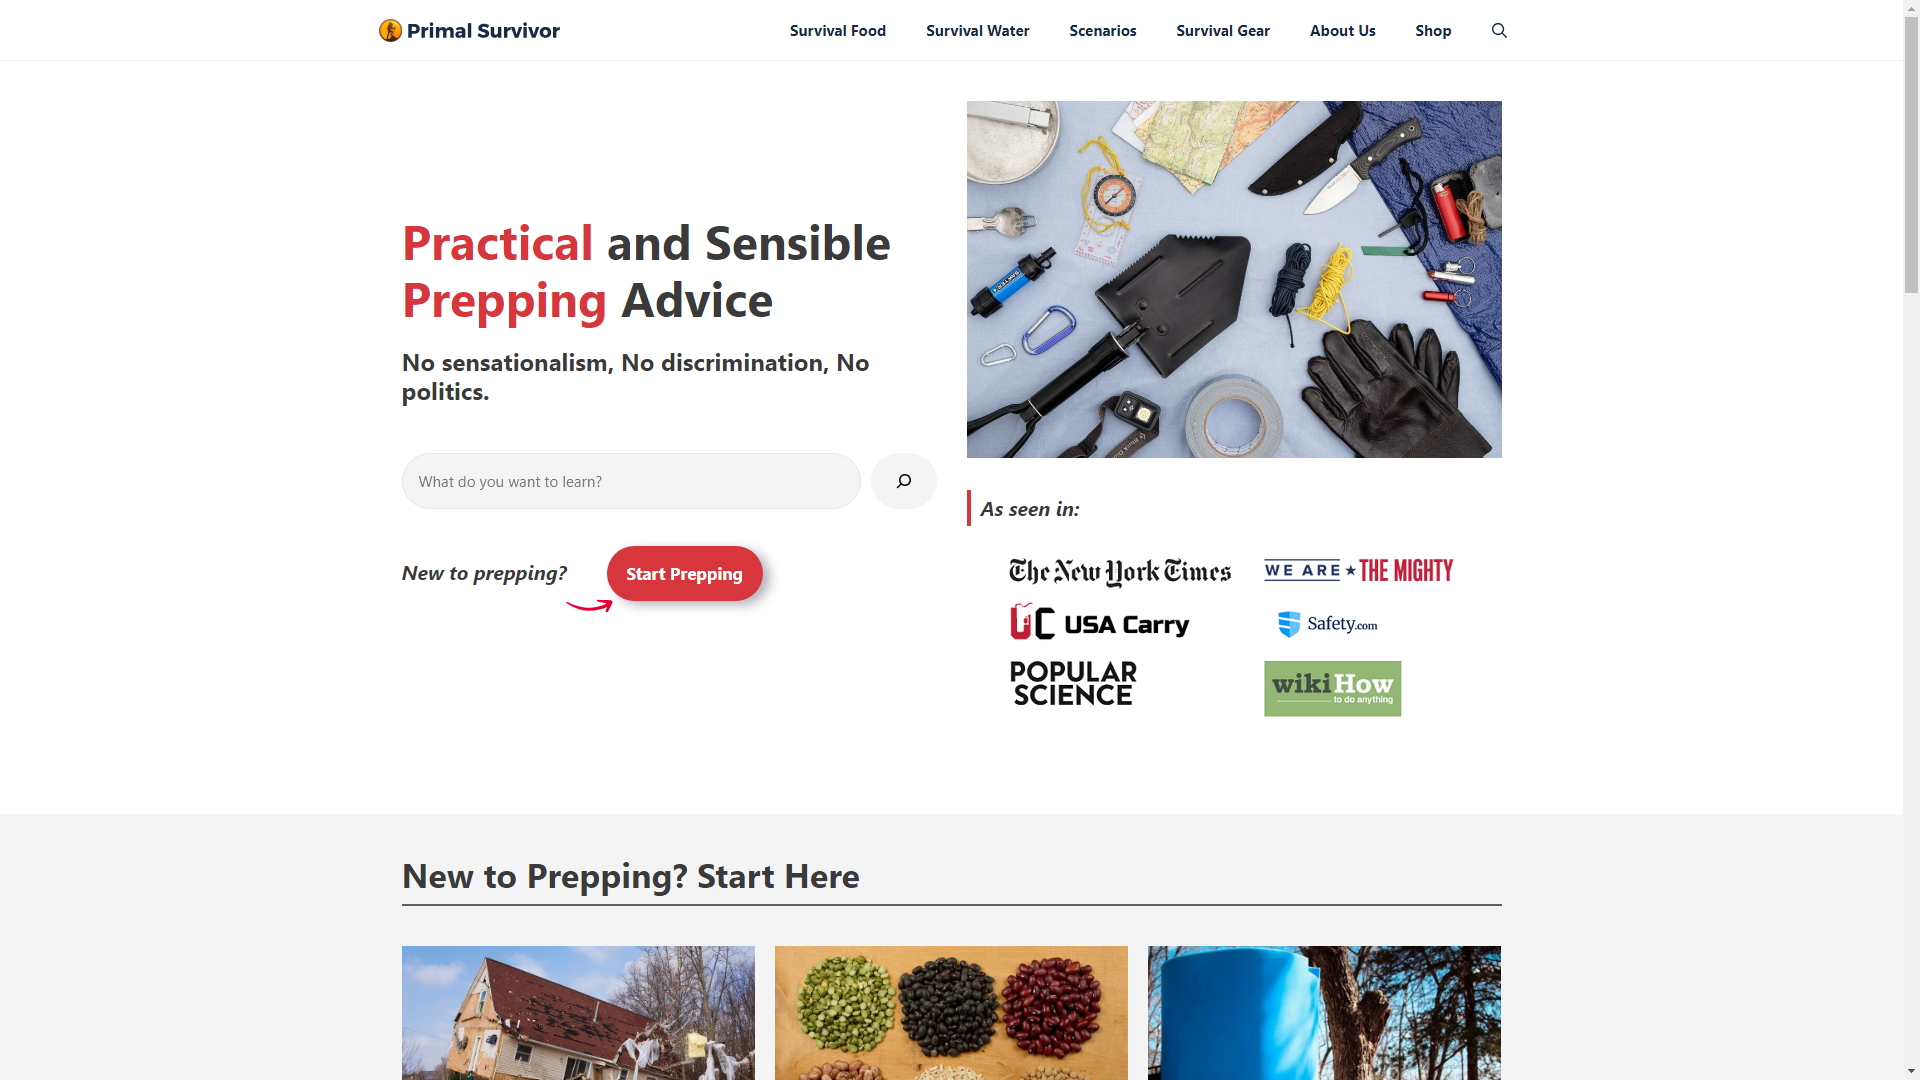 Primal Survivor
Survival Food
Survival Water
Scenarios
Survival Gear
About Us
Shop
Practical and Sensible
Prepping Advice
No sensationalism, No discrimination, No
politics.
What do you want to learn?
New to prepping?
Start Prepping
As seen in:
The New York Times
WE ARE THE MIGHTY
UC USA Carry
Safety.com
POPULAR
SCIENCE
wikiHow
to do anything
New to Prepping? Start Here